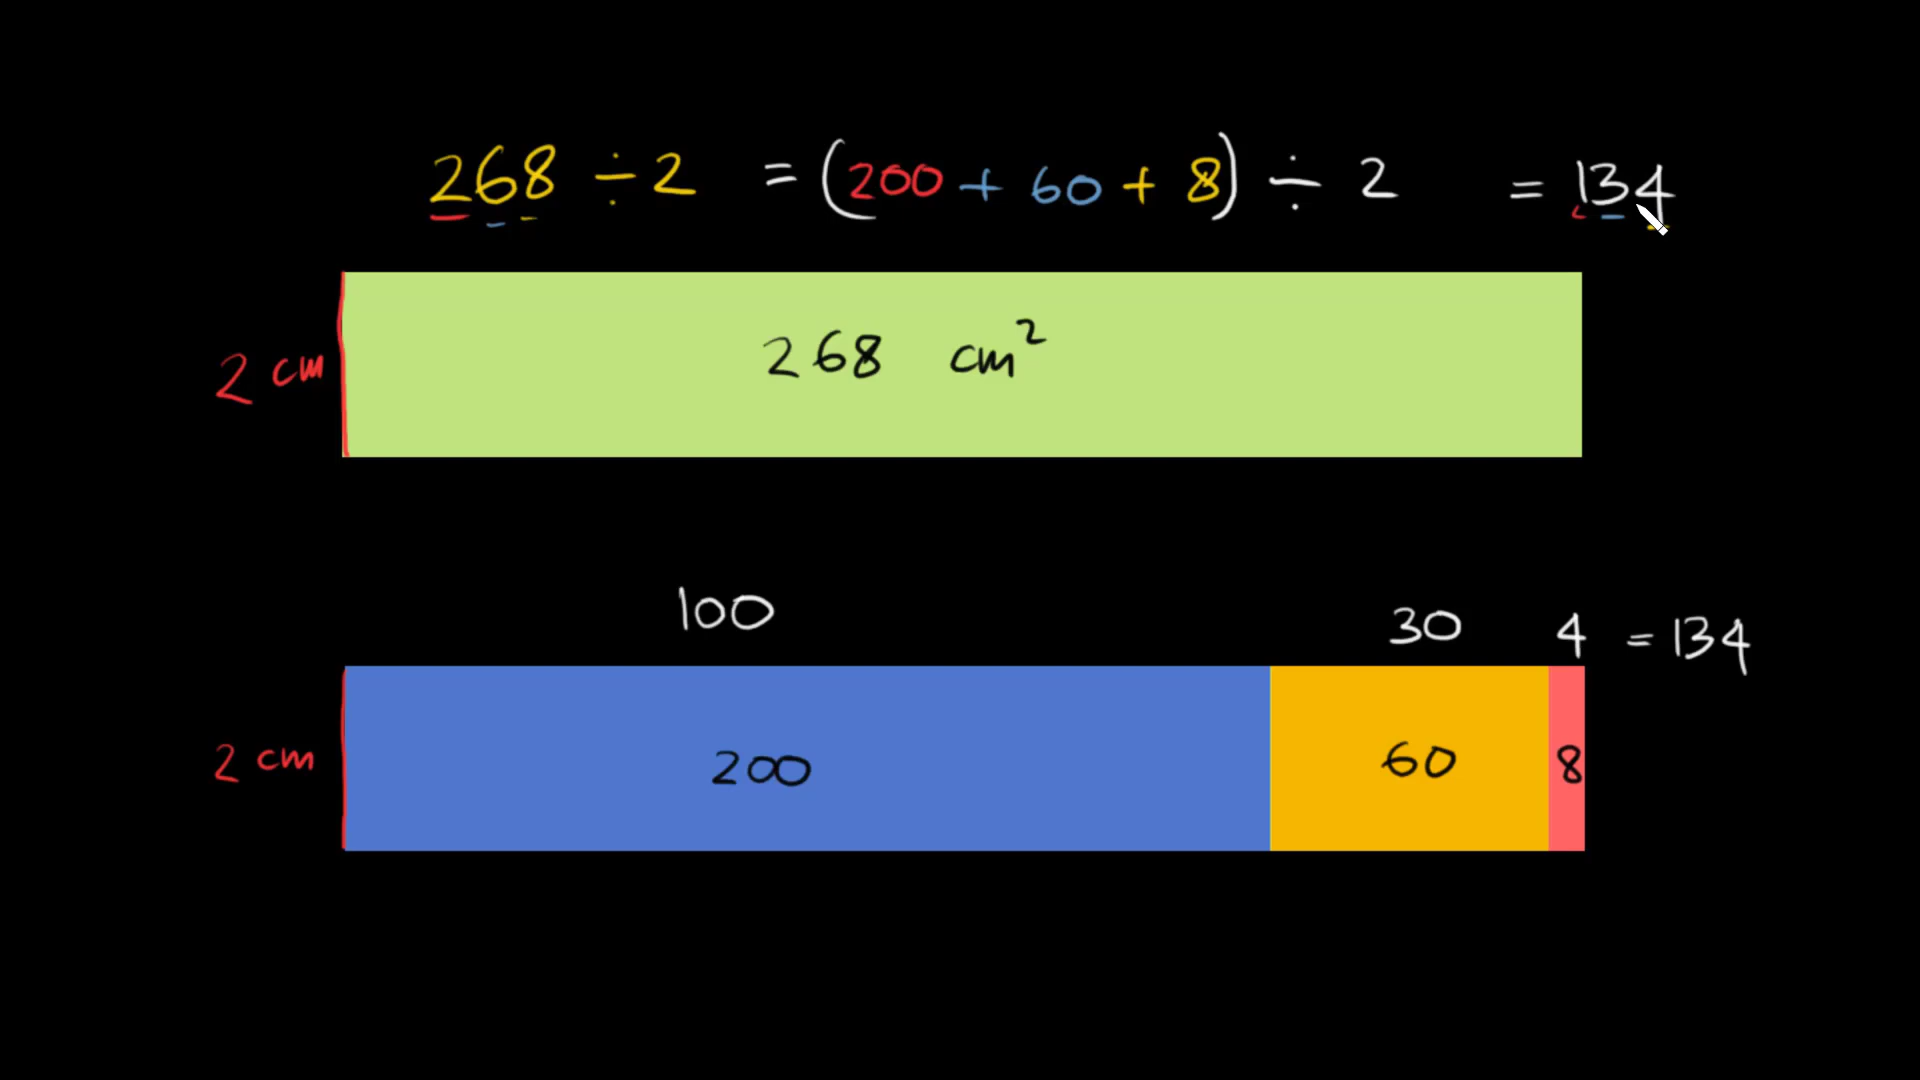 268 ÷ 2 = (200 + 60 + 8) ÷ 2 = 134
2 cm 268 cm²
100 30 4 = 134
2 cm 200 60 8